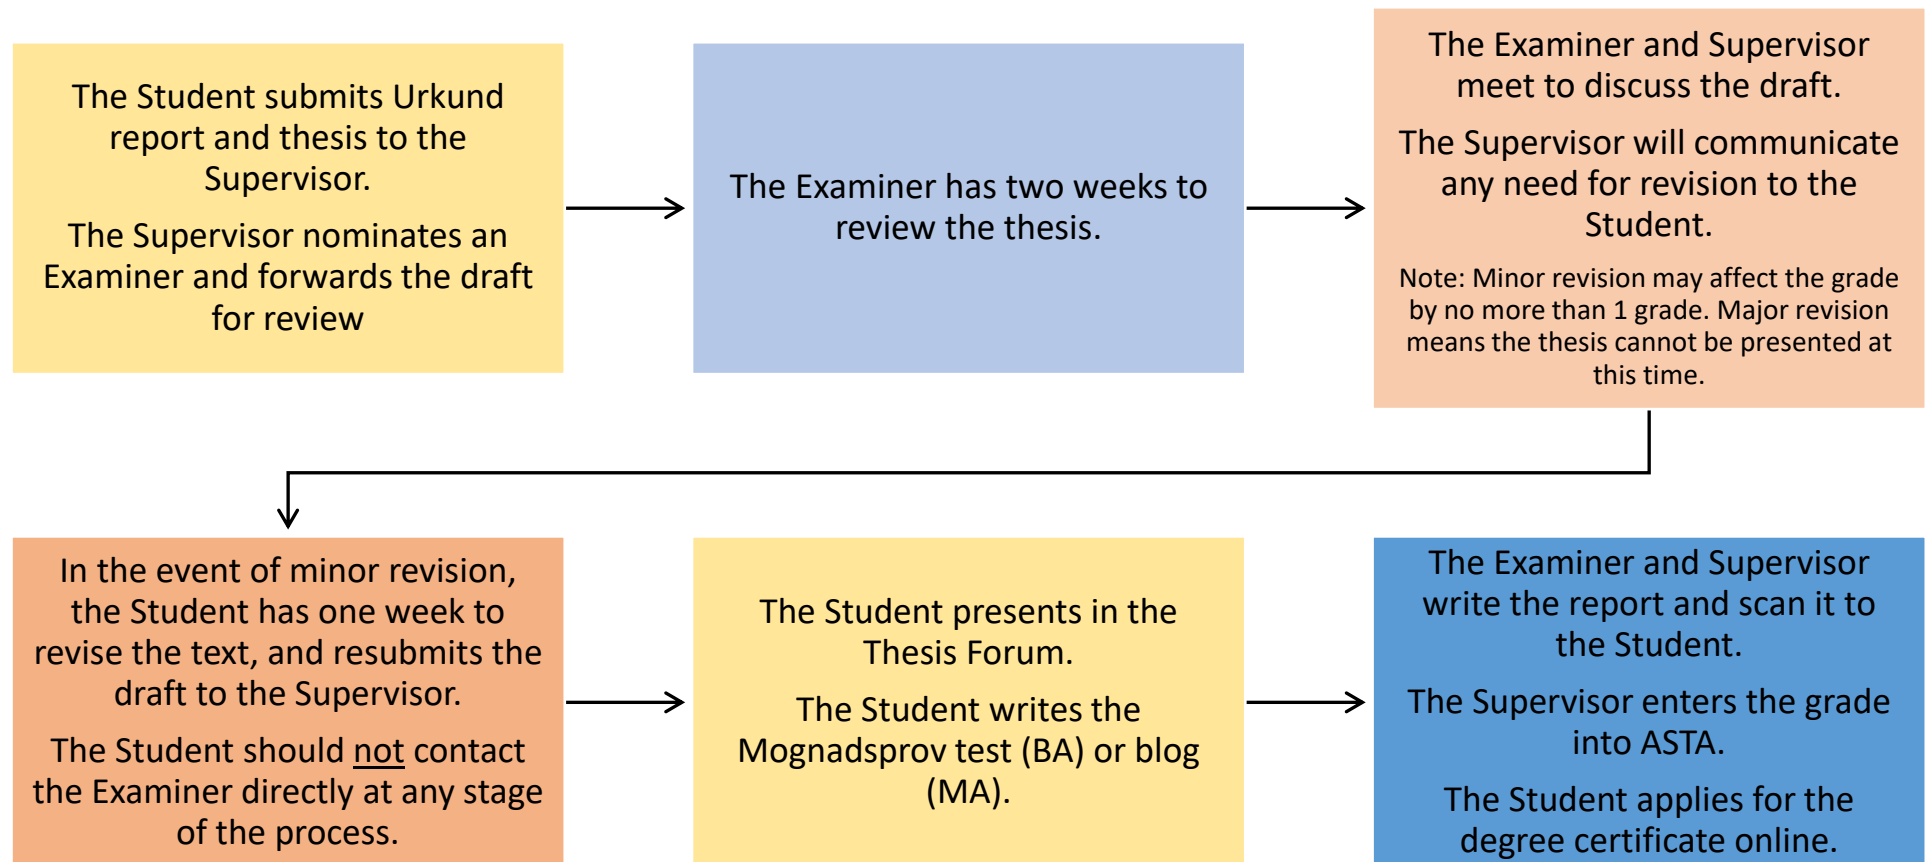 The Student submits Urkund
report and thesis to the
Supervisor.
The Supervisor nominates an
Examiner and forwards the draft
for review
The Examiner has two weeks to
review the thesis.
The Examiner and Supervisor
meet to discuss the draft.
The Supervisor will communicate
any need for revision to the
Student.
Note: Minor revision may affect the grade
by no more than 1 grade. Major revision
means the thesis cannot be presented at
this time.
In the event of minor revision,
the Student has one week to
revise the text, and resubmits the
draft to the Supervisor.
The Student should not contact
the Examiner directly at any stage
of the process.
The Student presents in the
Thesis Forum.
The Student writes the
Mognadsprov test (BA) or blog
(MA).
The Examiner and Supervisor
write the report and scan it to
the Student.
The Supervisor enters the grade
into ASTA.
The Student applies for the
degree certificate online.